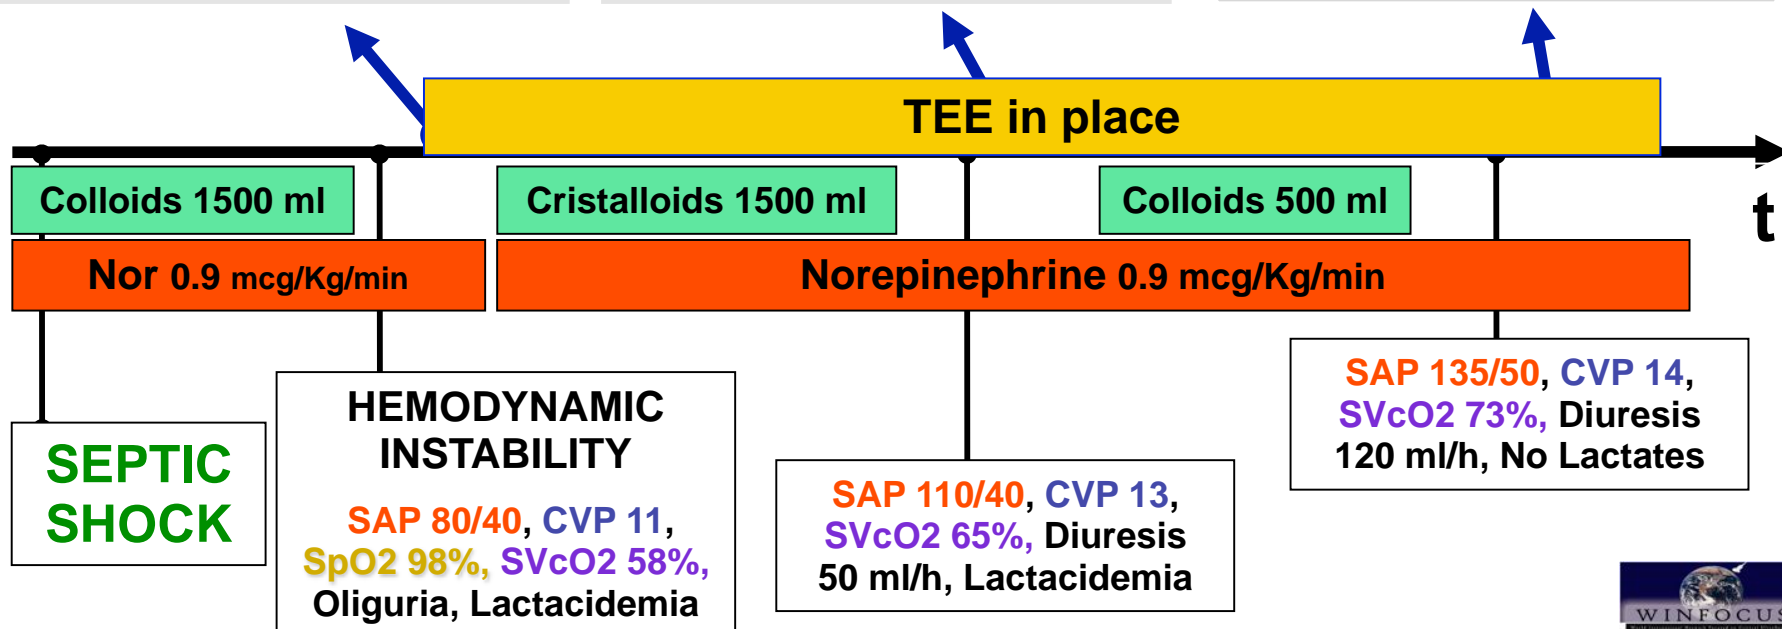 TEE in place
Colloids 1500 ml
Cristalloids 1500 ml
Colloids 500 ml
t
Nor 0.9 mcg/Kg/min
Norepinephrine 0.9 mcg/Kg/min
SEPTIC
SHOCK
HEMODYNAMIC
INSTABILITY
SAP 80/40, CVP 11,
SpO2 98%, SVcO2 58%,
Oliguria, Lactacidemia
SAP 110/40, CVP 13,
SVcO2 65%, Diuresis
50 ml/h, Lactacidemia
SAP 135/50, CVP 14,
SVcO2 73%, Diuresis
120 ml/h, No Lactates
WINFOCUS